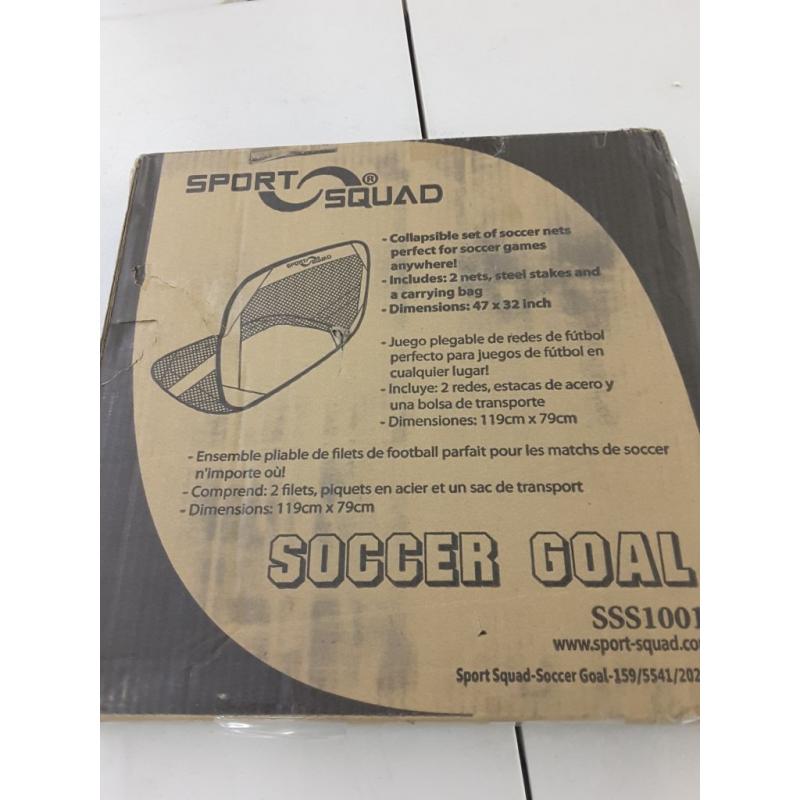 SPORT SQUAD®
SPORT SQUAD
- Collapsible set of soccer nets
perfect for soccer games
anywhere!
- Includes: 2 nets, steel stakes and
a carrying bag
- Dimensions: 47 x 32 inch
- Juego plegable de redes de fútbol
perfecto para juegos de fútbol en
cualquier lugar!
- Incluye: 2 redes, estacas de acero y
una bolsa de transporte
- Dimensiones: 119cm x 79cm
- Ensemble pliable de filets de football parfait pour les matchs de soccer
n'importe où!
- Comprend: 2 filets, piquets en acier et un sac de transport
- Dimensions: 119cm x 79cm
SOCCER GOAL
SSS1001
www.sport-squad.co
Sport Squad-Soccer Goal-159/5541/202